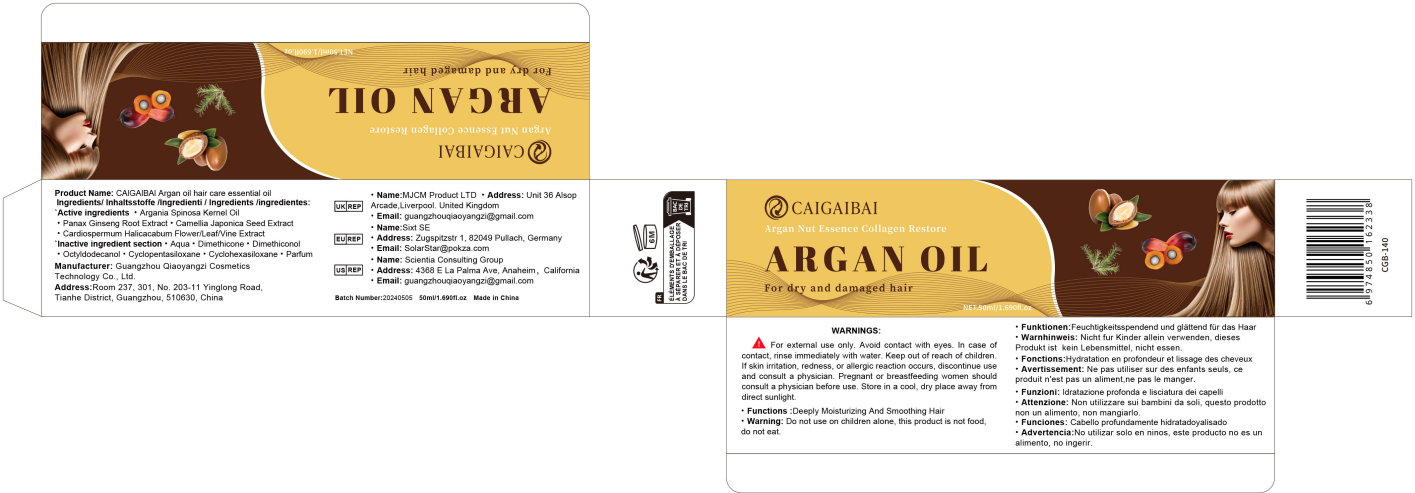 NET:50ml/1.690fl.oz
For dry and damaged hair
ARGAN OIL
Argan Nut Essence Collagen Restore
CAIGAIBAI
Product Name: CAIGAIBAI Argan oil hair care essential oil
Ingredients/ Inhaltsstoffe /Ingredienti / Ingredients /ingredientes:
`Active ingredients • Argania Spinosa Kernel Oil
• Panax Ginseng Root Extract • Camellia Japonica Seed Extract
• Cardiospermum Halicacabum Flower/Leaf/Vine Extract
`Inactive ingredient section • Aqua • Dimethicone • Dimethiconol
• Octyldodecanol • Cyclopentasiloxane • Cyclohexasiloxane • Parfum
Manufacturer: Guangzhou Qiaoyangzi Cosmetics
Technology Co., Ltd.
Address:Room 237, 301, No. 203-11 Yinglong Road,
Tianhe District, Guangzhou, 510630, China
UK REP
• Name:MJCM Product LTD • Address: Unit 36 Alsop
Arcade,Liverpool. United Kingdom
• Email: guangzhouqiaoyangzi@gmail.com
EU REP
• Name:Sixt SE
• Address: Zugspitzstr 1, 82049 Pullach, Germany
• Email: SolarStar@pokza.com
US REP
• Name: Scientia Consulting Group
• Address: 4368 E La Palma Ave, Anaheim, California
• Email: guangzhouqiaoyangzi@gmail.com
Batch Number:20240505 50ml/1.690fl.oz Made in China
6M
FR
ÉLÉMENTS D'EMBALLAGE
À SÉPARER ET À DÉPOSER
DANS LE BAC DE TRI
BAC
DE
TRI
CAIGAIBAI
Argan Nut Essence Collagen Restore
ARGAN OIL
For dry and damaged hair
NET:50ml/1.690fl.oz
6 974850 162338
CGB-140
WARNINGS:
For external use only. Avoid contact with eyes. In case of
contact, rinse immediately with water. Keep out of reach of children.
If skin irritation, redness, or allergic reaction occurs, discontinue use
and consult a physician. Pregnant or breastfeeding women should
consult a physician before use. Store in a cool, dry place away from
direct sunlight.
• Functions :Deeply Moisturizing And Smoothing Hair
• Warning: Do not use on children alone, this product is not food,
do not eat.
• Funktionen:Feuchtigkeitsspendend und glättend für das Haar
• Warnhinweis: Nicht fur Kinder allein verwenden, dieses
Produkt ist kein Lebensmittel, nicht essen.
• Fonctions:Hydratation en profondeur et lissage des cheveux
• Avertissement: Ne pas utiliser sur des enfants seuls, ce
produit n'est pas un aliment,ne pas le manger.
• Funzioni: Idratazione profonda e lisciatura dei capelli
• Attenzione: Non utilizzare sui bambini da soli, questo prodotto
non un alimento, non mangiarlo.
• Funciones: Cabello profundamente hidratadoyalisado
• Advertencia:No utilizar solo en ninos, este producto no es un
alimento, no ingerir.